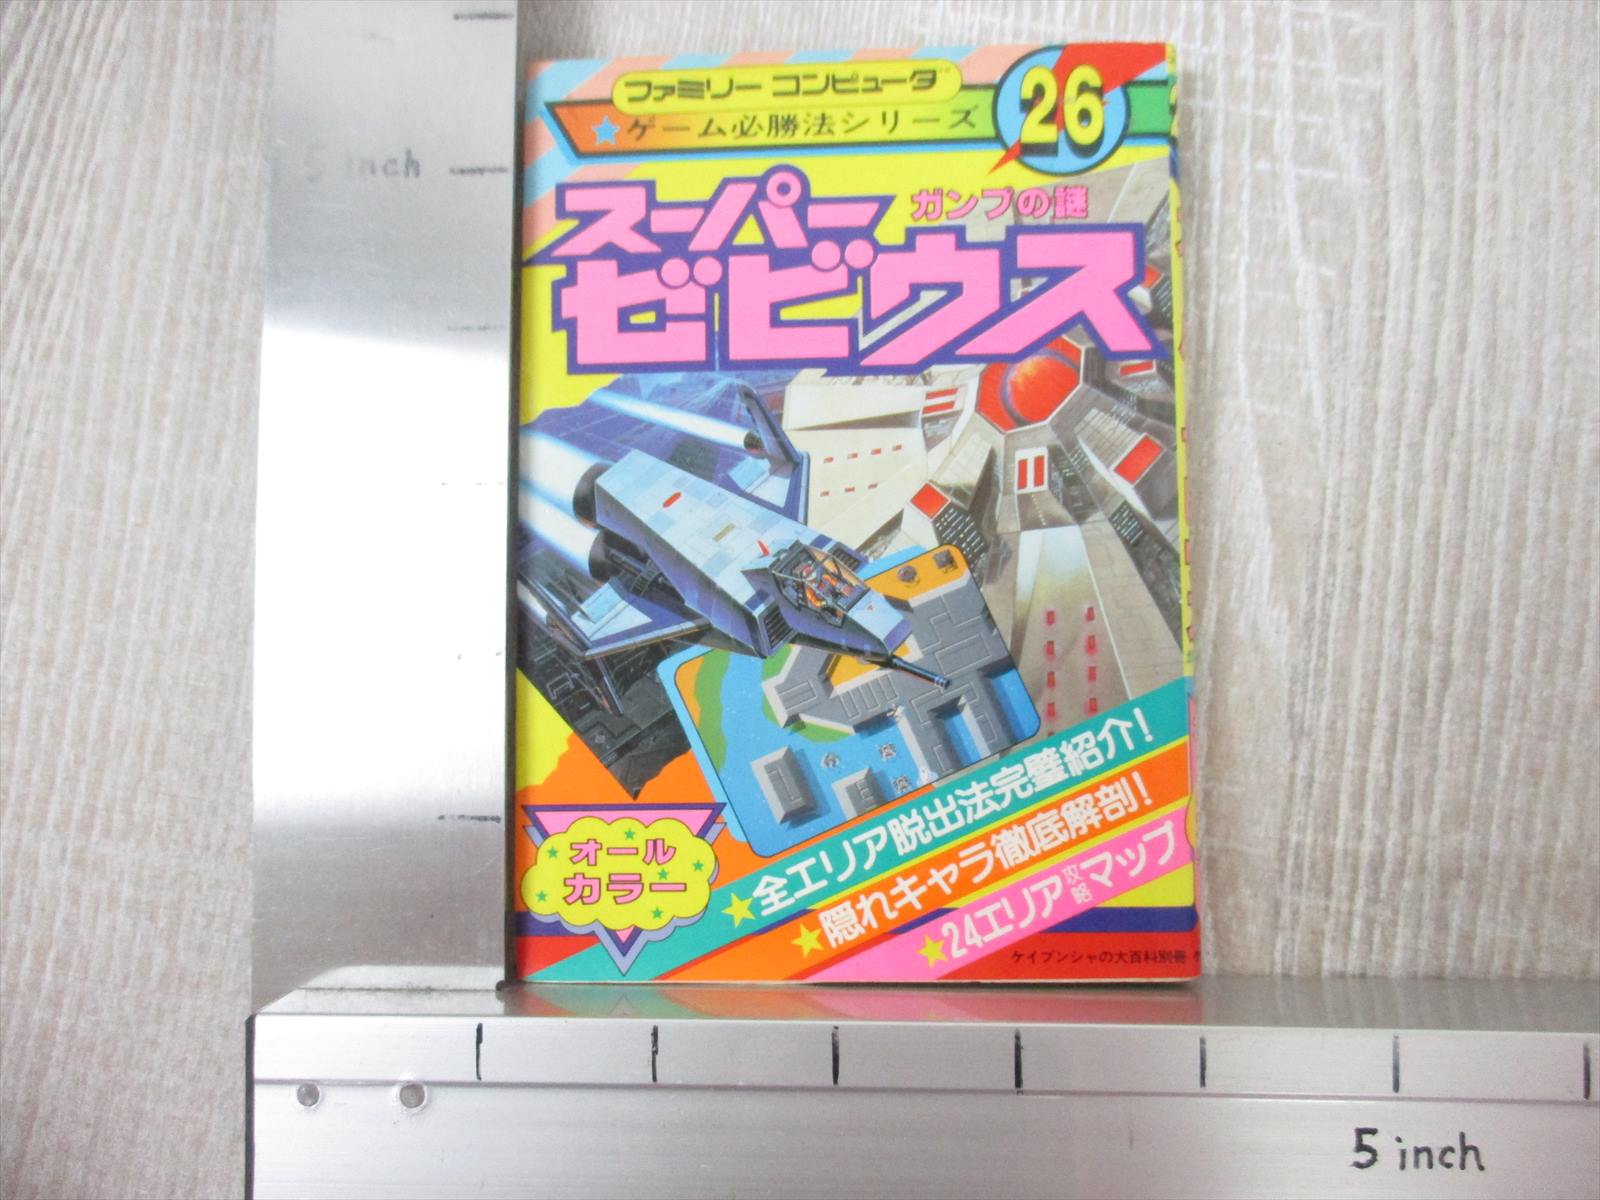 ファミリー コンピュータ
ゲーム必勝法シリーズ
26
スーパー
ガンプの謎
ゼビウス
全エリア脱出法完璧紹介!
隠れキャラ徹底解剖!
24エリア攻略マップ
オール
カラー
ケイブンシャの大百科別冊
5 inch
5 inch